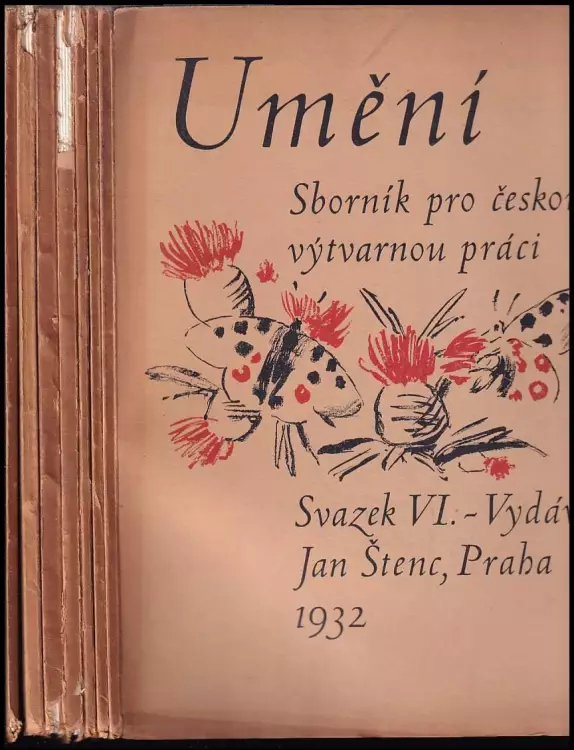 Umění
Sborník pro česko
výtvarnou práci
Svazek VI. - Vydáv
Jan Štenc, Praha
1932